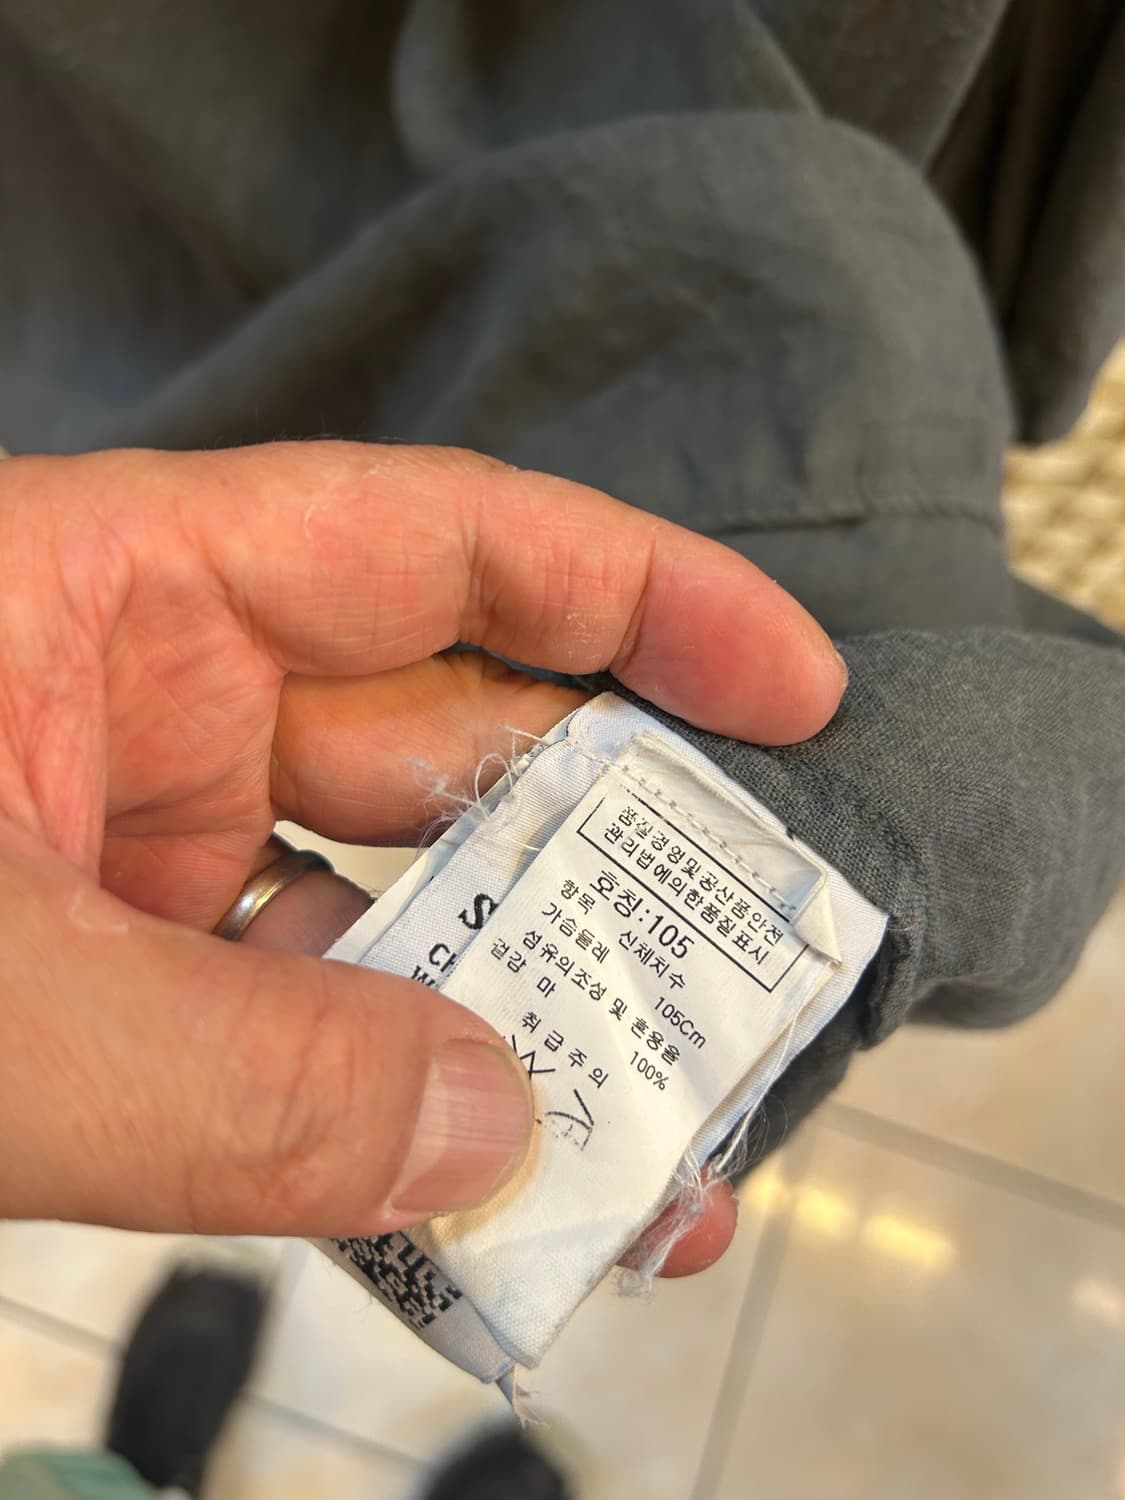 품질경영및공산품안전
관리법에의한품질표시
호칭:105
항목 신체치수
가슴둘레 105Cm
섬유의조성 및 혼용율
겉감 마 100%
취급주의
S